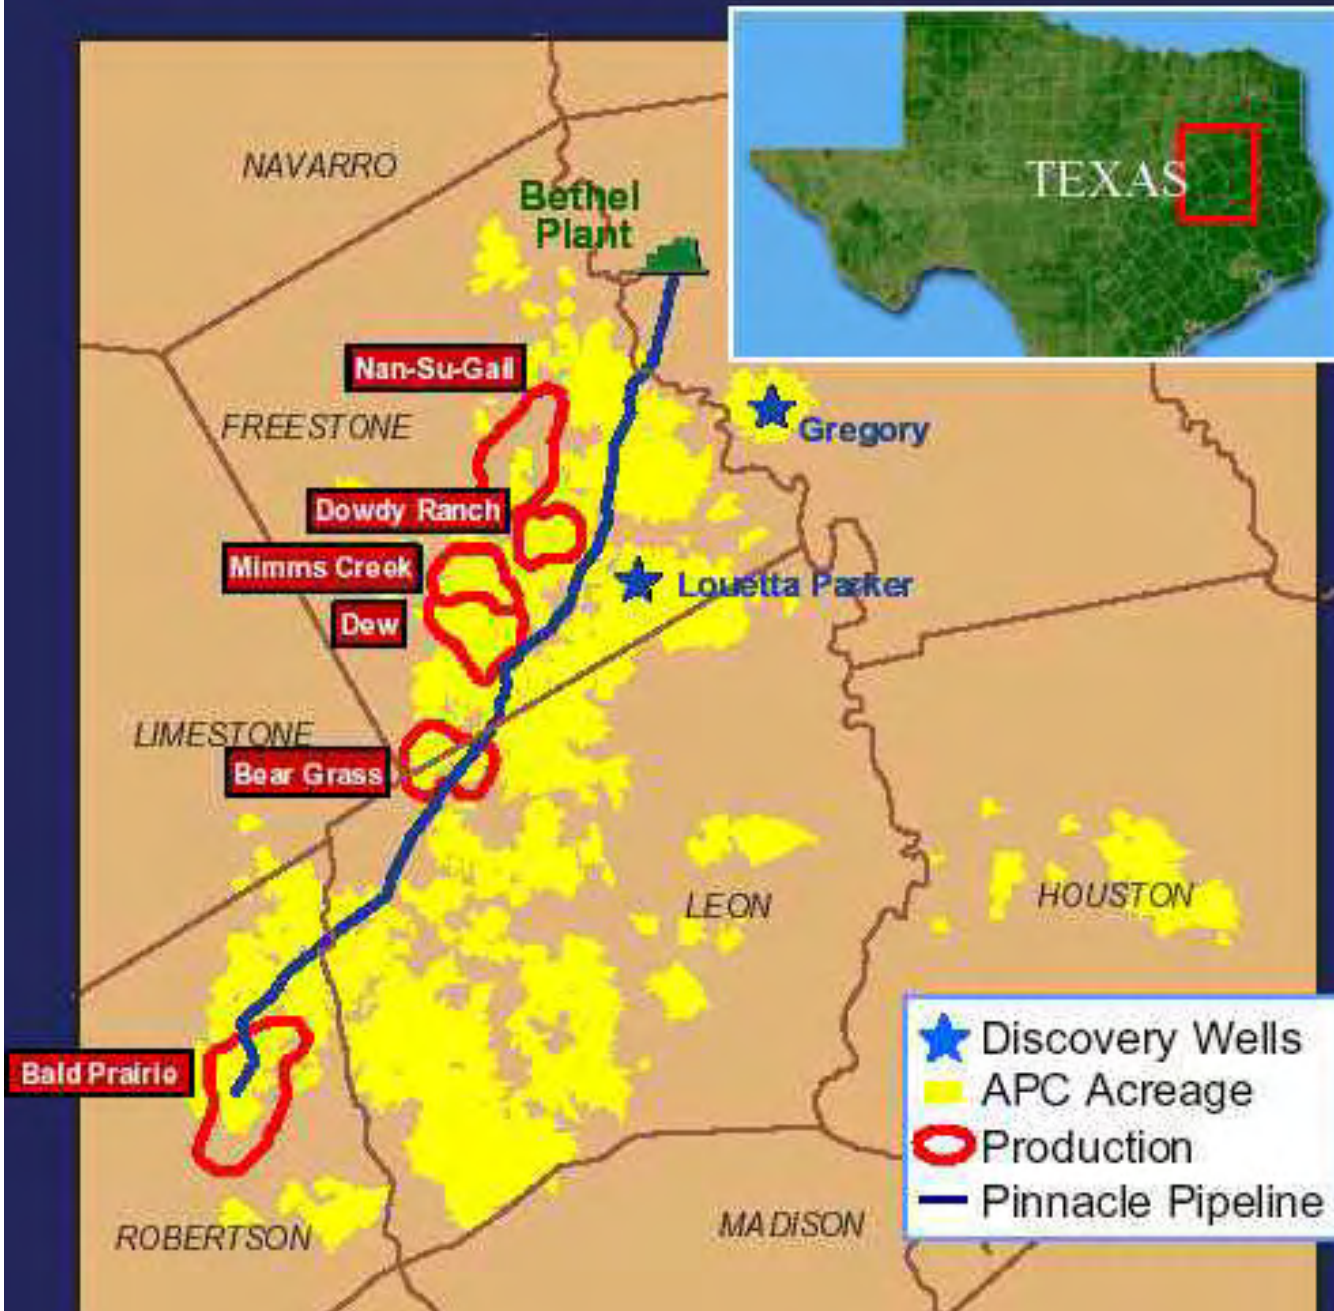 TEXAS
NAVARRO
Bethel
Plant
Nan-Su-Gail
FREESTONE
Gregory
Dowdy Ranch
Mimms Creek
Louetta Parker
Dew
LIMESTONE
Bear Grass
LEON
HOUSTON
Discovery Wells
APC Acreage
Production
Pinnacle Pipeline
Bald Prairie
ROBERTSON
MADISON